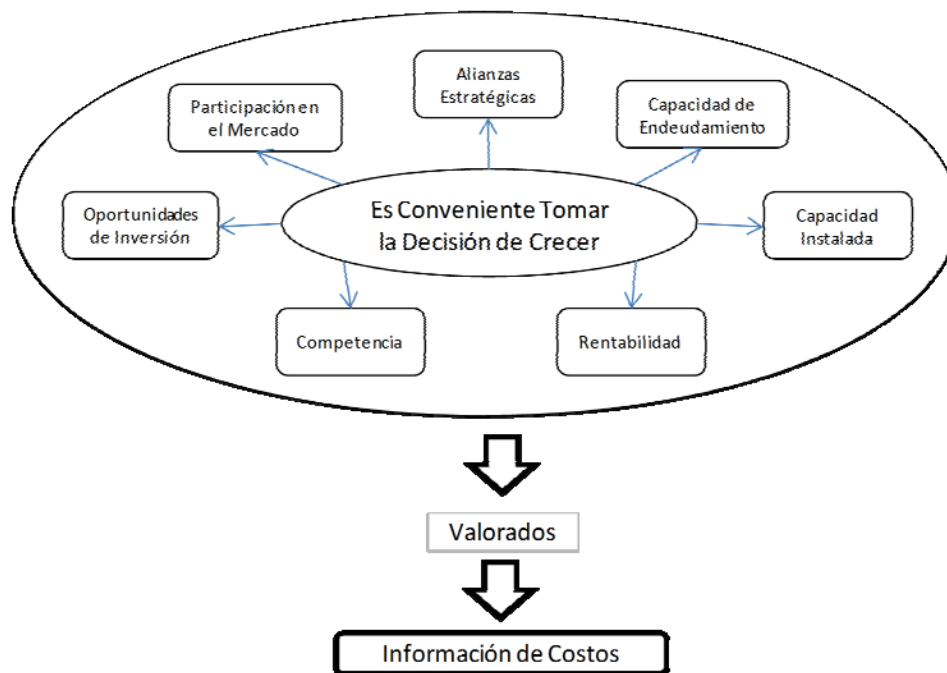 Alianzas
Estratégicas
Participación en
el Mercado
Capacidad de
Endeudamiento
Oportunidades
de Inversión
Es Conveniente Tomar
la Decisión de Crecer
Capacidad
Instalada
Competencia
Rentabilidad
Valorados
Información de Costos